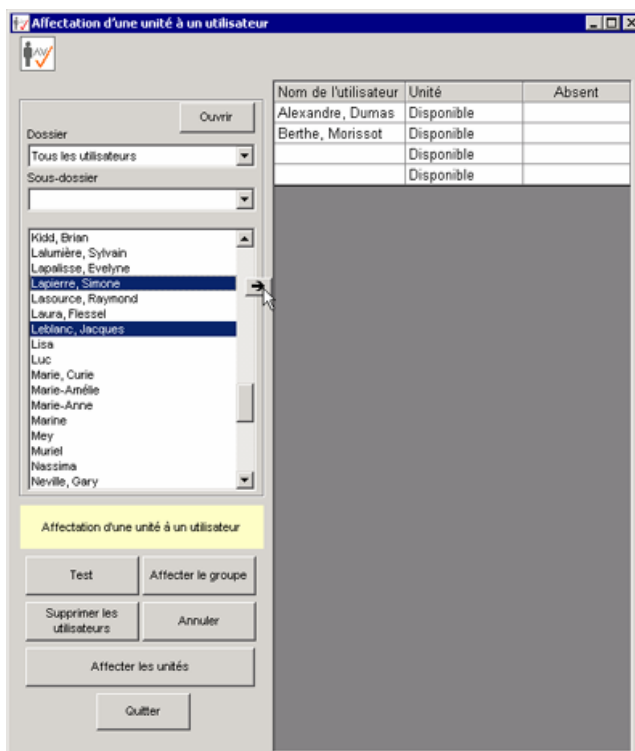 Affectation d'une unité à un utilisateur
AV
Ouvrir
Dossier
Tous les utilisateurs
Sous-dossier
Kidd, Brian
Lalumière, Sylvain
Lapalisse, Evelyne
Lapierre, Simone
Lasource, Raymond
Laura, Flessel
Leblanc, Jacques
Lisa
Luc
Marie, Curie
Marie-Amélie
Marie-Anne
Marine
Mey
Muriel
Nassima
Neville, Gary
Affectation d'une unité à un utilisateur
Test
Affecter le groupe
Supprimer les
utilisateurs
Annuler
Affecter les unités
Quitter
Nom de l'utilisateur Unité Absent
Alexandre, Dumas Disponible
Berthe, Morissot Disponible
Disponible
Disponible